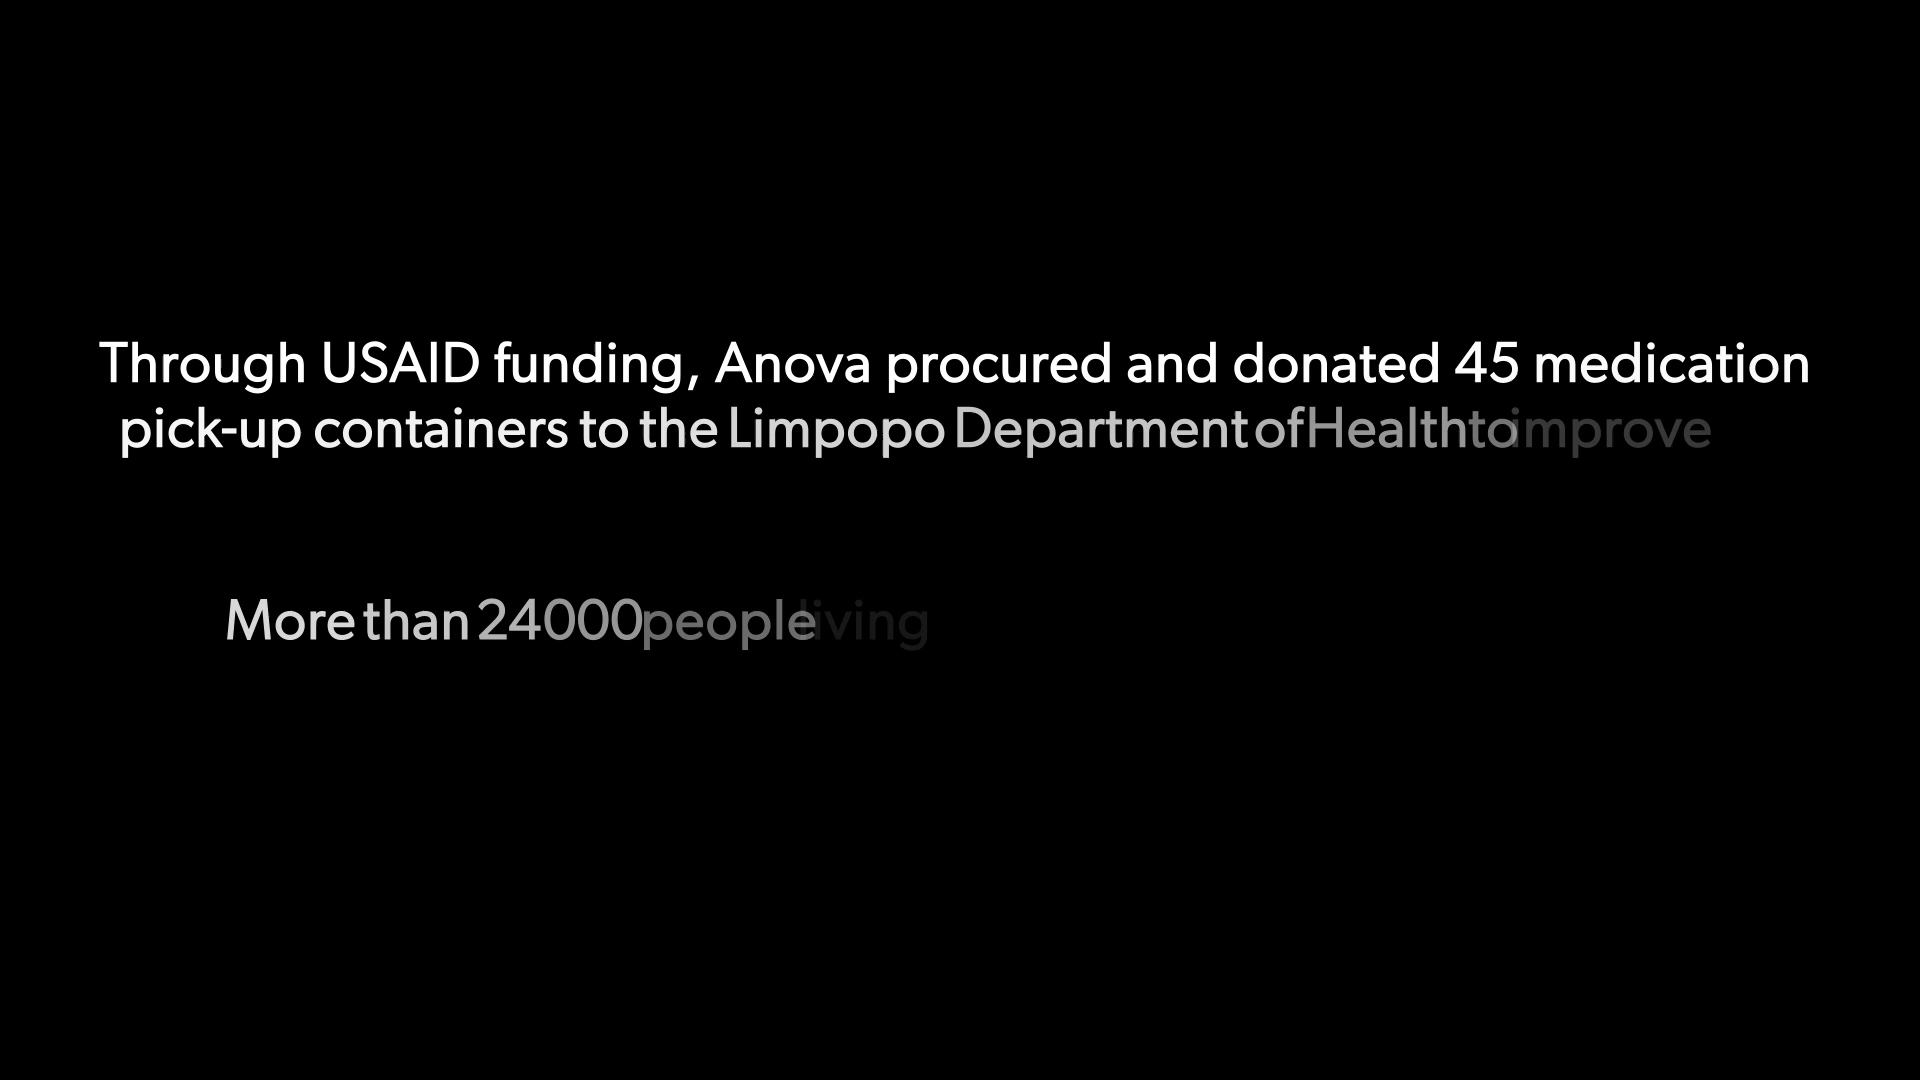 Through USAID funding, Anova procured and donated 45 medication
pick-up containers to the Limpopo Department of Health to improve
More than 24000 people living